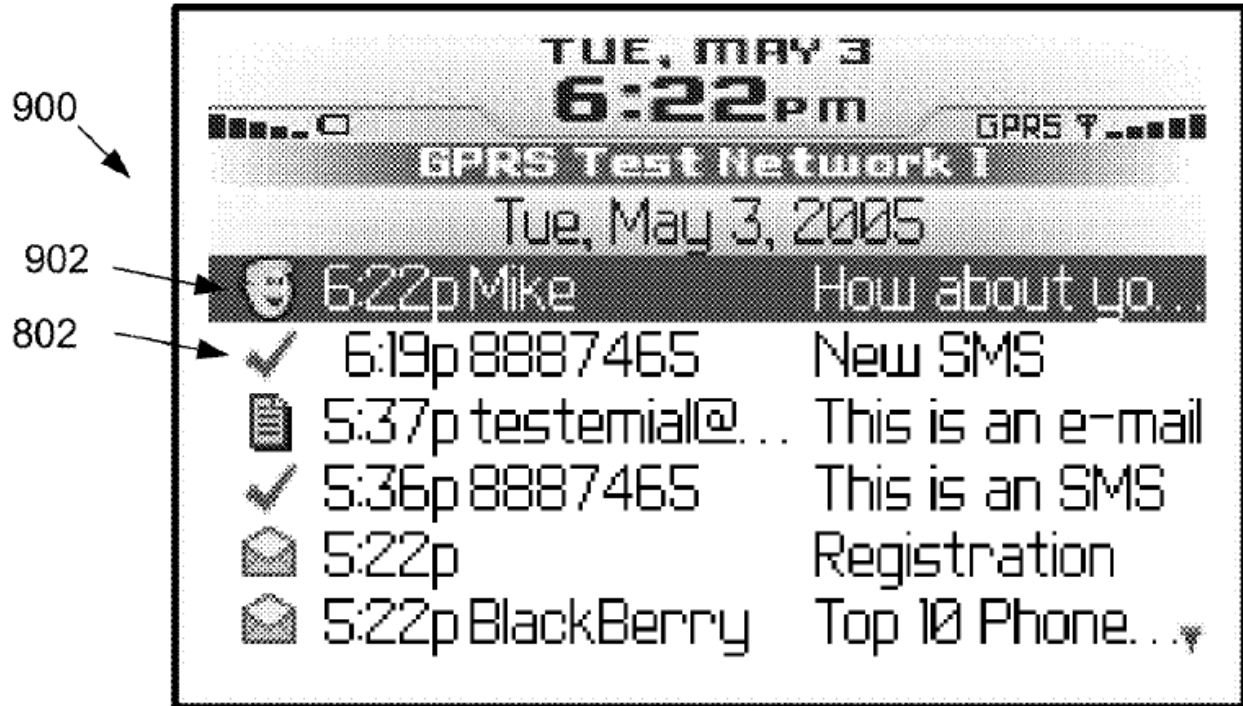 TUE, MAY 3
6:22pm
GPRS
GPRS Test Network 1
Tue, May 3, 2005
900
902
6:22p Mike How about yo...
802
6:19p 8887465 New SMS
5:37p testemial@... This is an e-mail
5:36p 8887465 This is an SMS
5:22p Registration
5:22p BlackBerry Top 10 Phone...